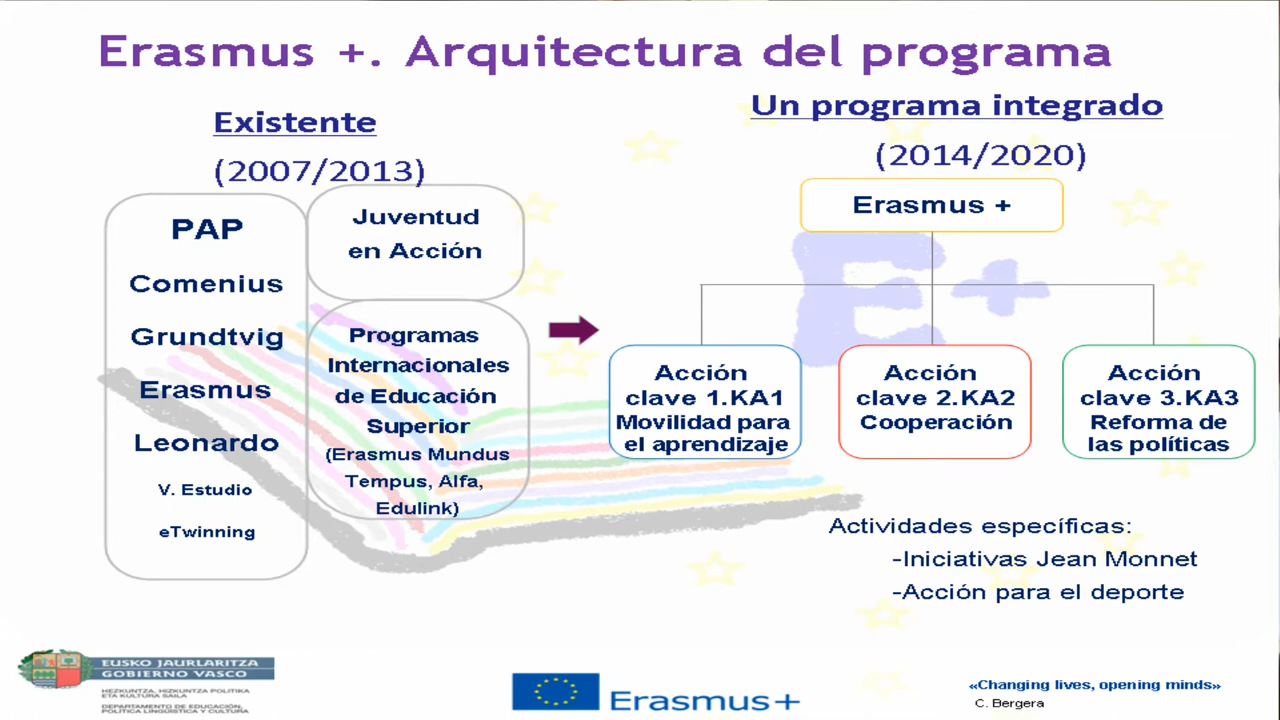 Erasmus +. Arquitectura del programa
Existente
(2007/2013)
PAP
Comenius
Grundtvig
Erasmus
Leonardo
V. Estudio
eTwinning
Juventud
en Acción
Programas
Internacionales
de Educación
Superior
(Erasmus Mundus
Tempus, Alfa,
Edulink)
Un programa integrado
(2014/2020)
E+
Erasmus +
Acción
clave 1.KA1
Movilidad para
el aprendizaje
Acción
clave 2.KA2
Cooperación
Acción
clave 3.KA3
Reforma de
las políticas
Actividades específicas:
-Iniciativas Jean Monnet
-Acción para el deporte
EUSKO JAURLARITZA
GOBIERNO VASCO
HEZKUNTZA, HIZKUNTZA POLITIKA
ETA KULTURA SAILA
DEPARTAMENTO DE EDUCACIÓN,
POLÍTICA LINGÜÍSTICA Y CULTURA
Erasmus+
«Changing lives, opening minds»
C. Bergera